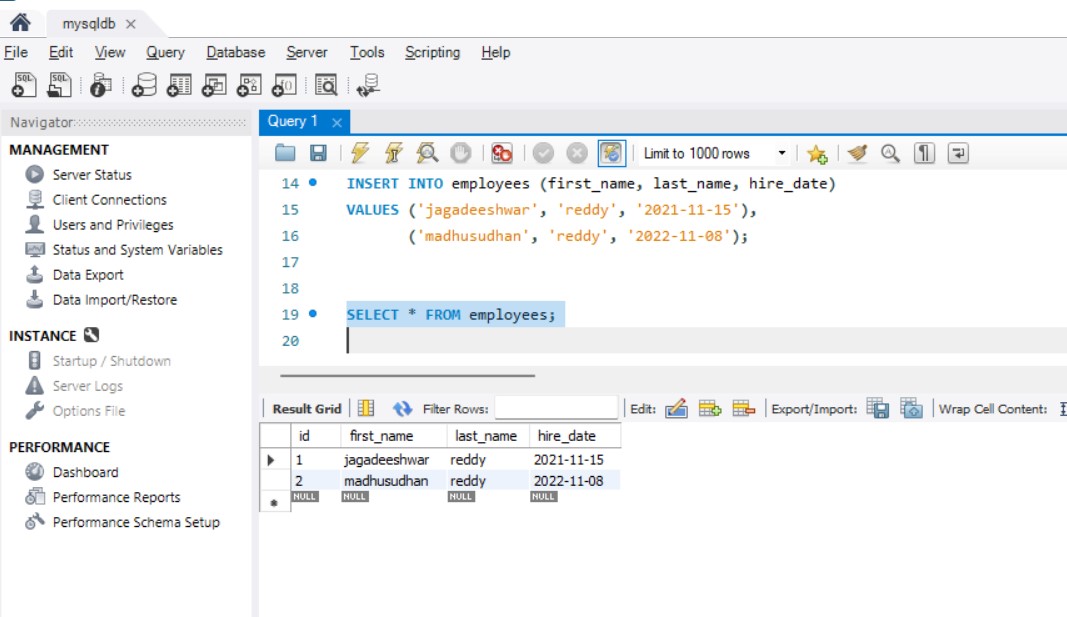 mysqldb
File Edit View Query Database Server Tools Scripting Help
SQL SQL
Navigator
Query 1
MANAGEMENT
Server Status
Client Connections
Users and Privileges
Status and System Variables
Data Export
Data Import/Restore
INSTANCE
Startup / Shutdown
Server Logs
Options File
PERFORMANCE
Dashboard
Performance Reports
Performance Schema Setup
Limit to 1000 rows
14 INSERT INTO employees (first_name, last_name, hire_date)
15 VALUES ('jagadeeshwar', 'reddy', '2021-11-15'),
16 ('madhusudhan', 'reddy', '2022-11-08');
17
18
19 SELECT * FROM employees;
20
Result Grid Filter Rows: Edit: Export/Import: Wrap Cell Content:
id first_name last_name hire_date
1 jagadeeshwar reddy 2021-11-15
2 madhusudhan reddy 2022-11-08
NULL NULL NULL NULL